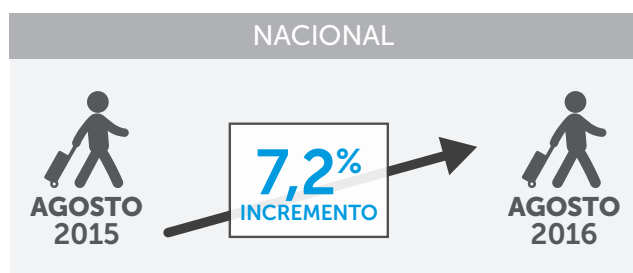 NACIONAL
AGOSTO
2015
7,2%
INCREMENTO
AGOSTO
2016